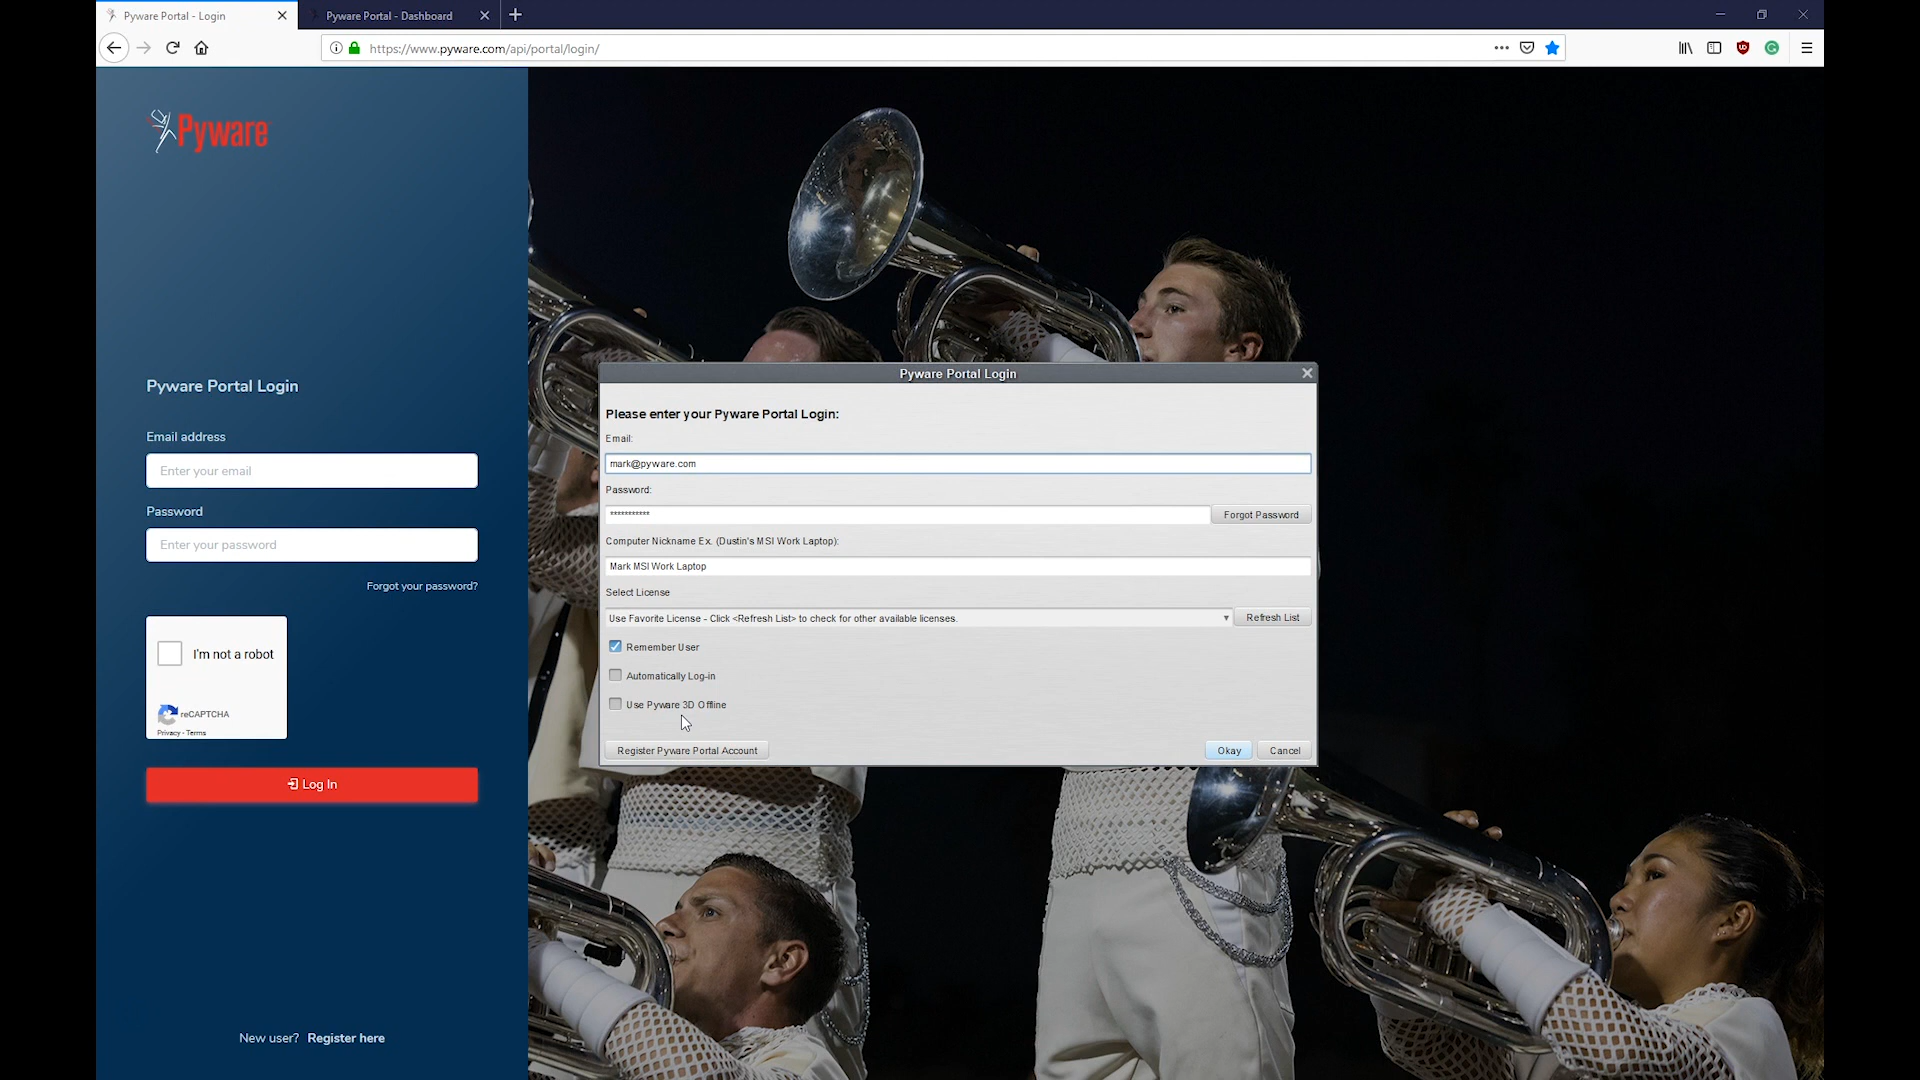 Pyware Portal - Login
Pyware Portal - Dashboard
https://www.pyware.com/api/portal/login/
Pyware
Pyware Portal Login
Email address
Enter your email
Password
Enter your password
Forgot your password?
I'm not a robot
reCAPTCHA
Privacy - Terms
Log In
New user? Register here
Pyware Portal Login
Please enter your Pyware Portal Login:
Email:
mark@pyware.com
Password:
***********
Forgot Password
Computer Nickname Ex. (Dustin's MSI Work Laptop):
Mark MSI Work Laptop
Select License
Use Favorite License - Click <Refresh List> to check for other available licenses.
Refresh List
Remember User
Automatically Log-in
Use Pyware 3D Offline
Register Pyware Portal Account
Okay
Cancel